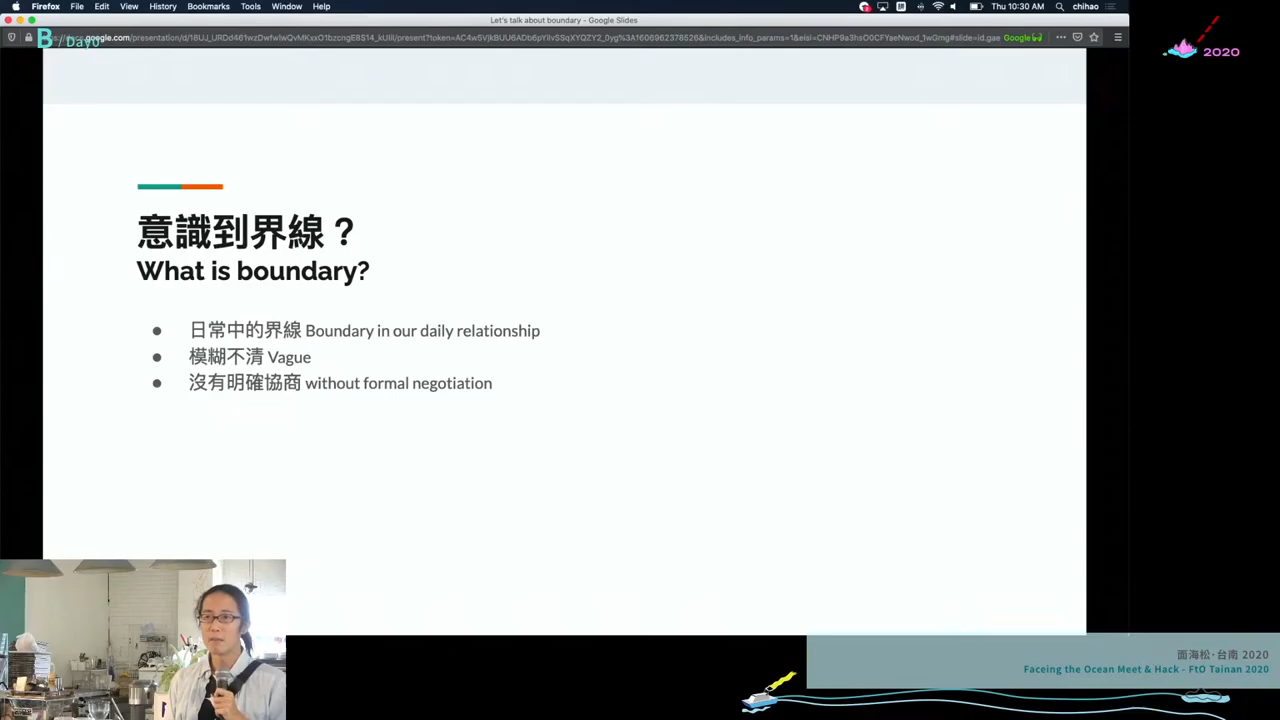 Firefox File Edit View History Bookmarks Tools Window Help
Thu 10:30 AM chihao
Let's talk about boundary - Google Slides
B / Day0
Google
2020
意識到界線？
What is boundary?
● 日常中的界線 Boundary in our daily relationship
● 模糊不清 Vague
● 沒有明確協商 without formal negotiation
面海松·台南 2020
Faceing the Ocean Meet & Hack - FtO Tainan 2020